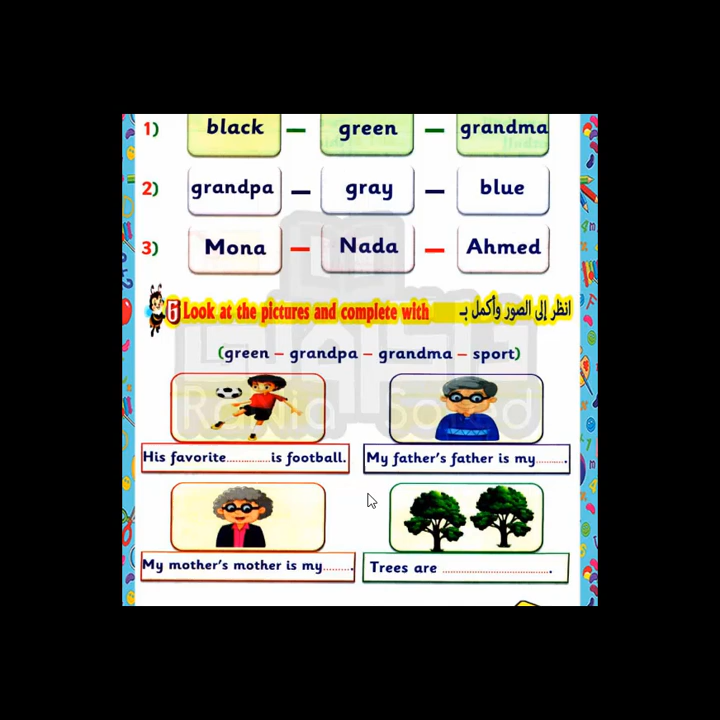 1) black – green – grandma
2) grandpa – gray – blue
3) Mona – Nada – Ahmed
6 Look at the pictures and complete with انظر إلى الصور وأكمل بـ
(green – grandpa – grandma – sport)
His favorite..............is football.
My father's father is my.........
My mother's mother is my.........
Trees are ...................................